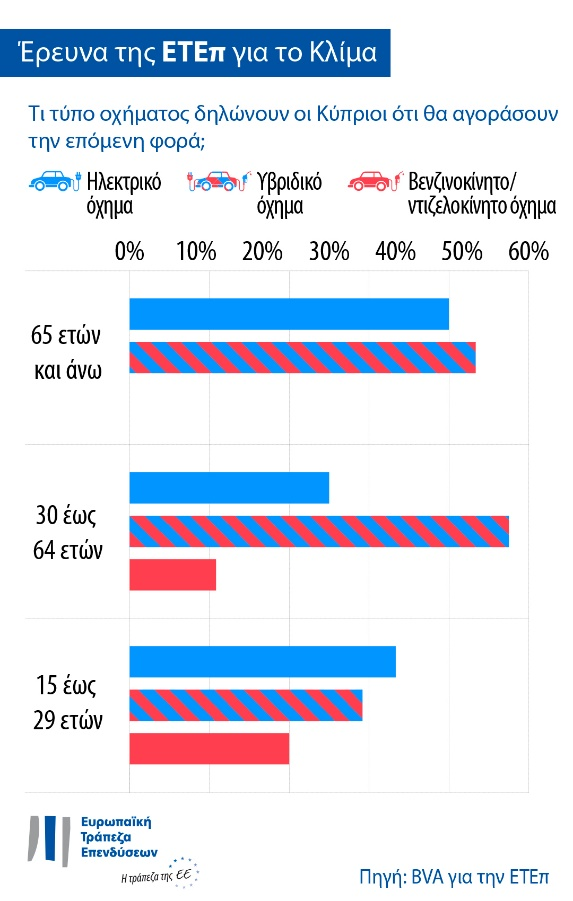 Έρευνα της ΕΤΕπ για το Κλίμα
Τι τύπο οχήματος δηλώνουν οι Κύπριοι ότι θα αγοράσουν
την επόμενη φορά;
Ηλεκτρικό
όχημα
Υβριδικό
όχημα
Βενζινοκίνητο/
ντιζελοκίνητο όχημα
0% 10% 20% 30% 40% 50% 60%
65 ετών
και άνω
30 έως
64 ετών
15 έως
29 ετών
Ευρωπαϊκή
Τράπεζα
Επενδύσεων
Η τράπεζα της ΕΕ
Πηγή: BVA για την ΕΤΕπ